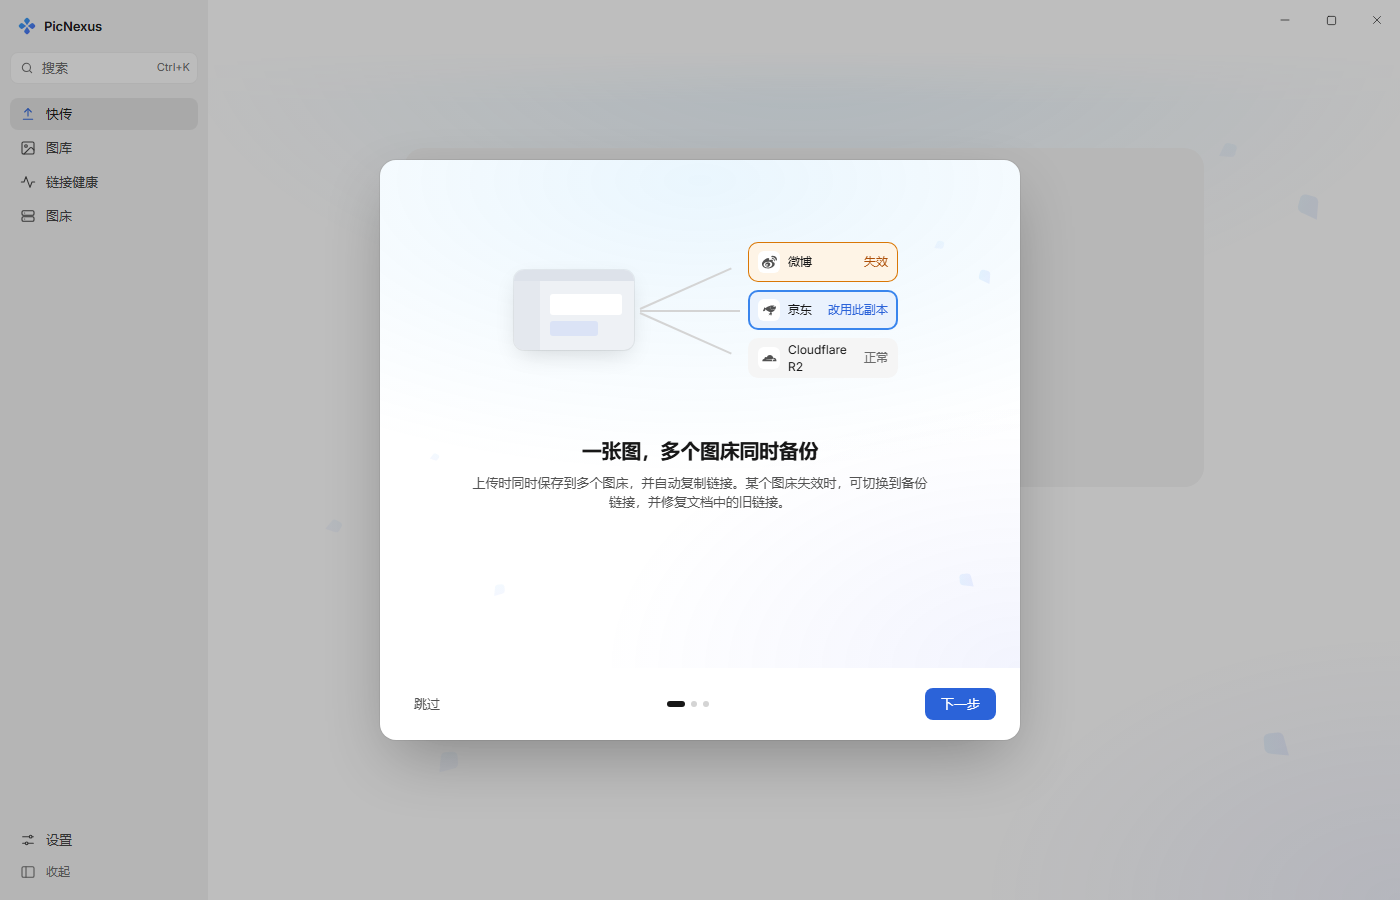 PicNexus
搜索 Ctrl+K
快传
图库
链接健康
图床
微博 失效
京东 改用此副本
Cloudflare
R2 正常
一张图，多个图床同时备份
上传时同时保存到多个图床，并自动复制链接。某个图床失效时，可切换到备份
链接，并修复文档中的旧链接。
跳过
下一步
设置
收起